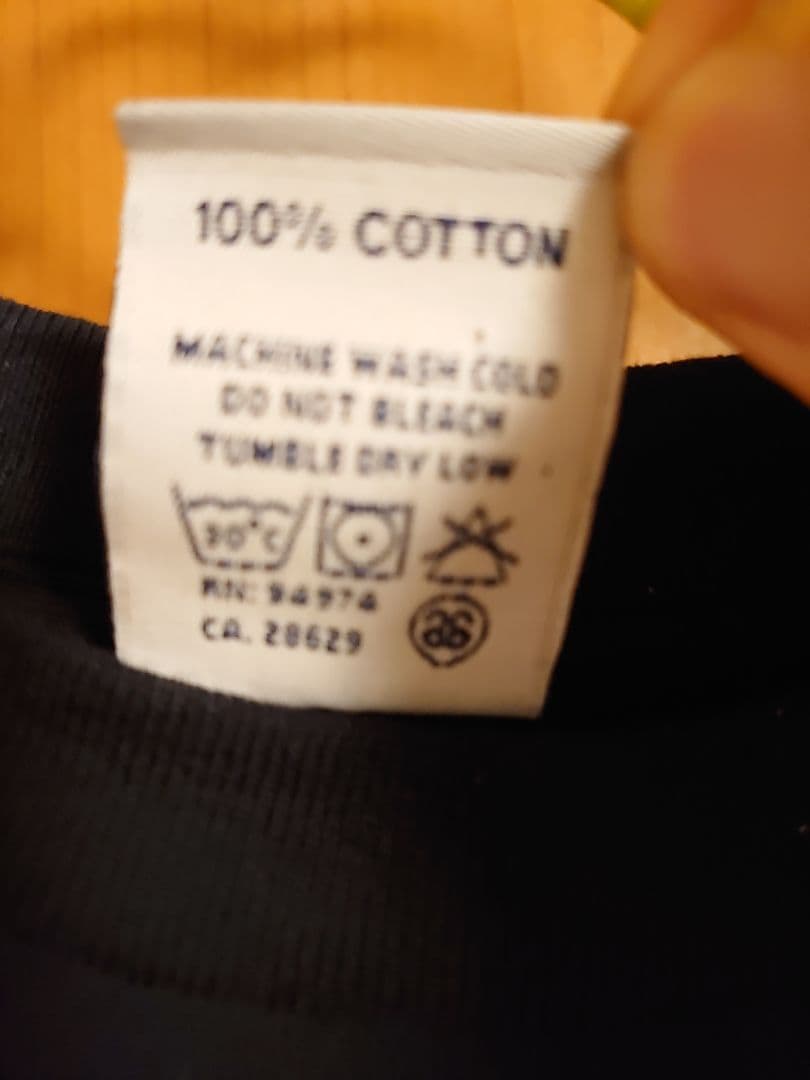 100% COTTON
MACHINE WASH COLD
DO NOT BLEACH
TUMBLE DRY LOW
30°C
RN: 94974
CA. 28629